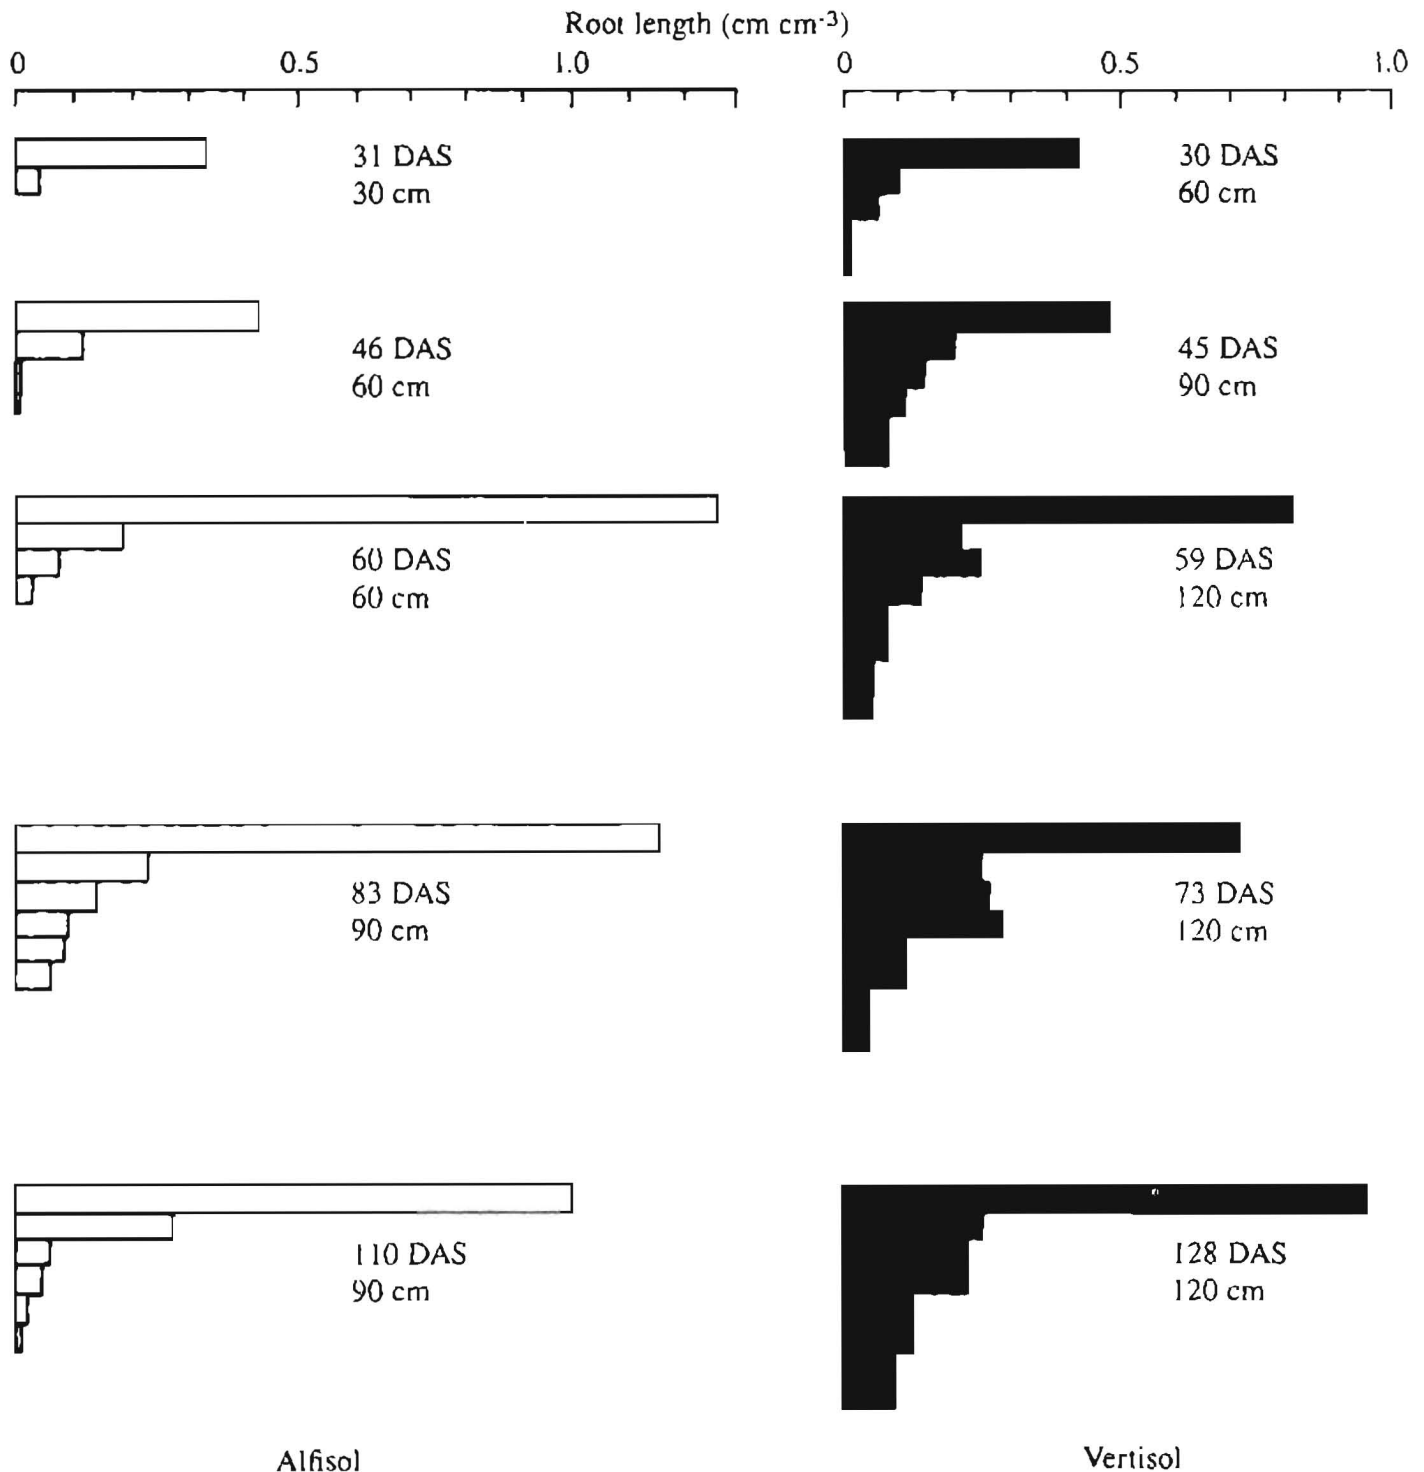 Root length (cm cm-3)
0 0.5 1.0
0 0.5 1.0
31 DAS
30 cm
30 DAS
60 cm
46 DAS
60 cm
45 DAS
90 cm
60 DAS
60 cm
59 DAS
120 cm
83 DAS
90 cm
73 DAS
120 cm
110 DAS
90 cm
128 DAS
120 cm
Alfisol
Vertisol